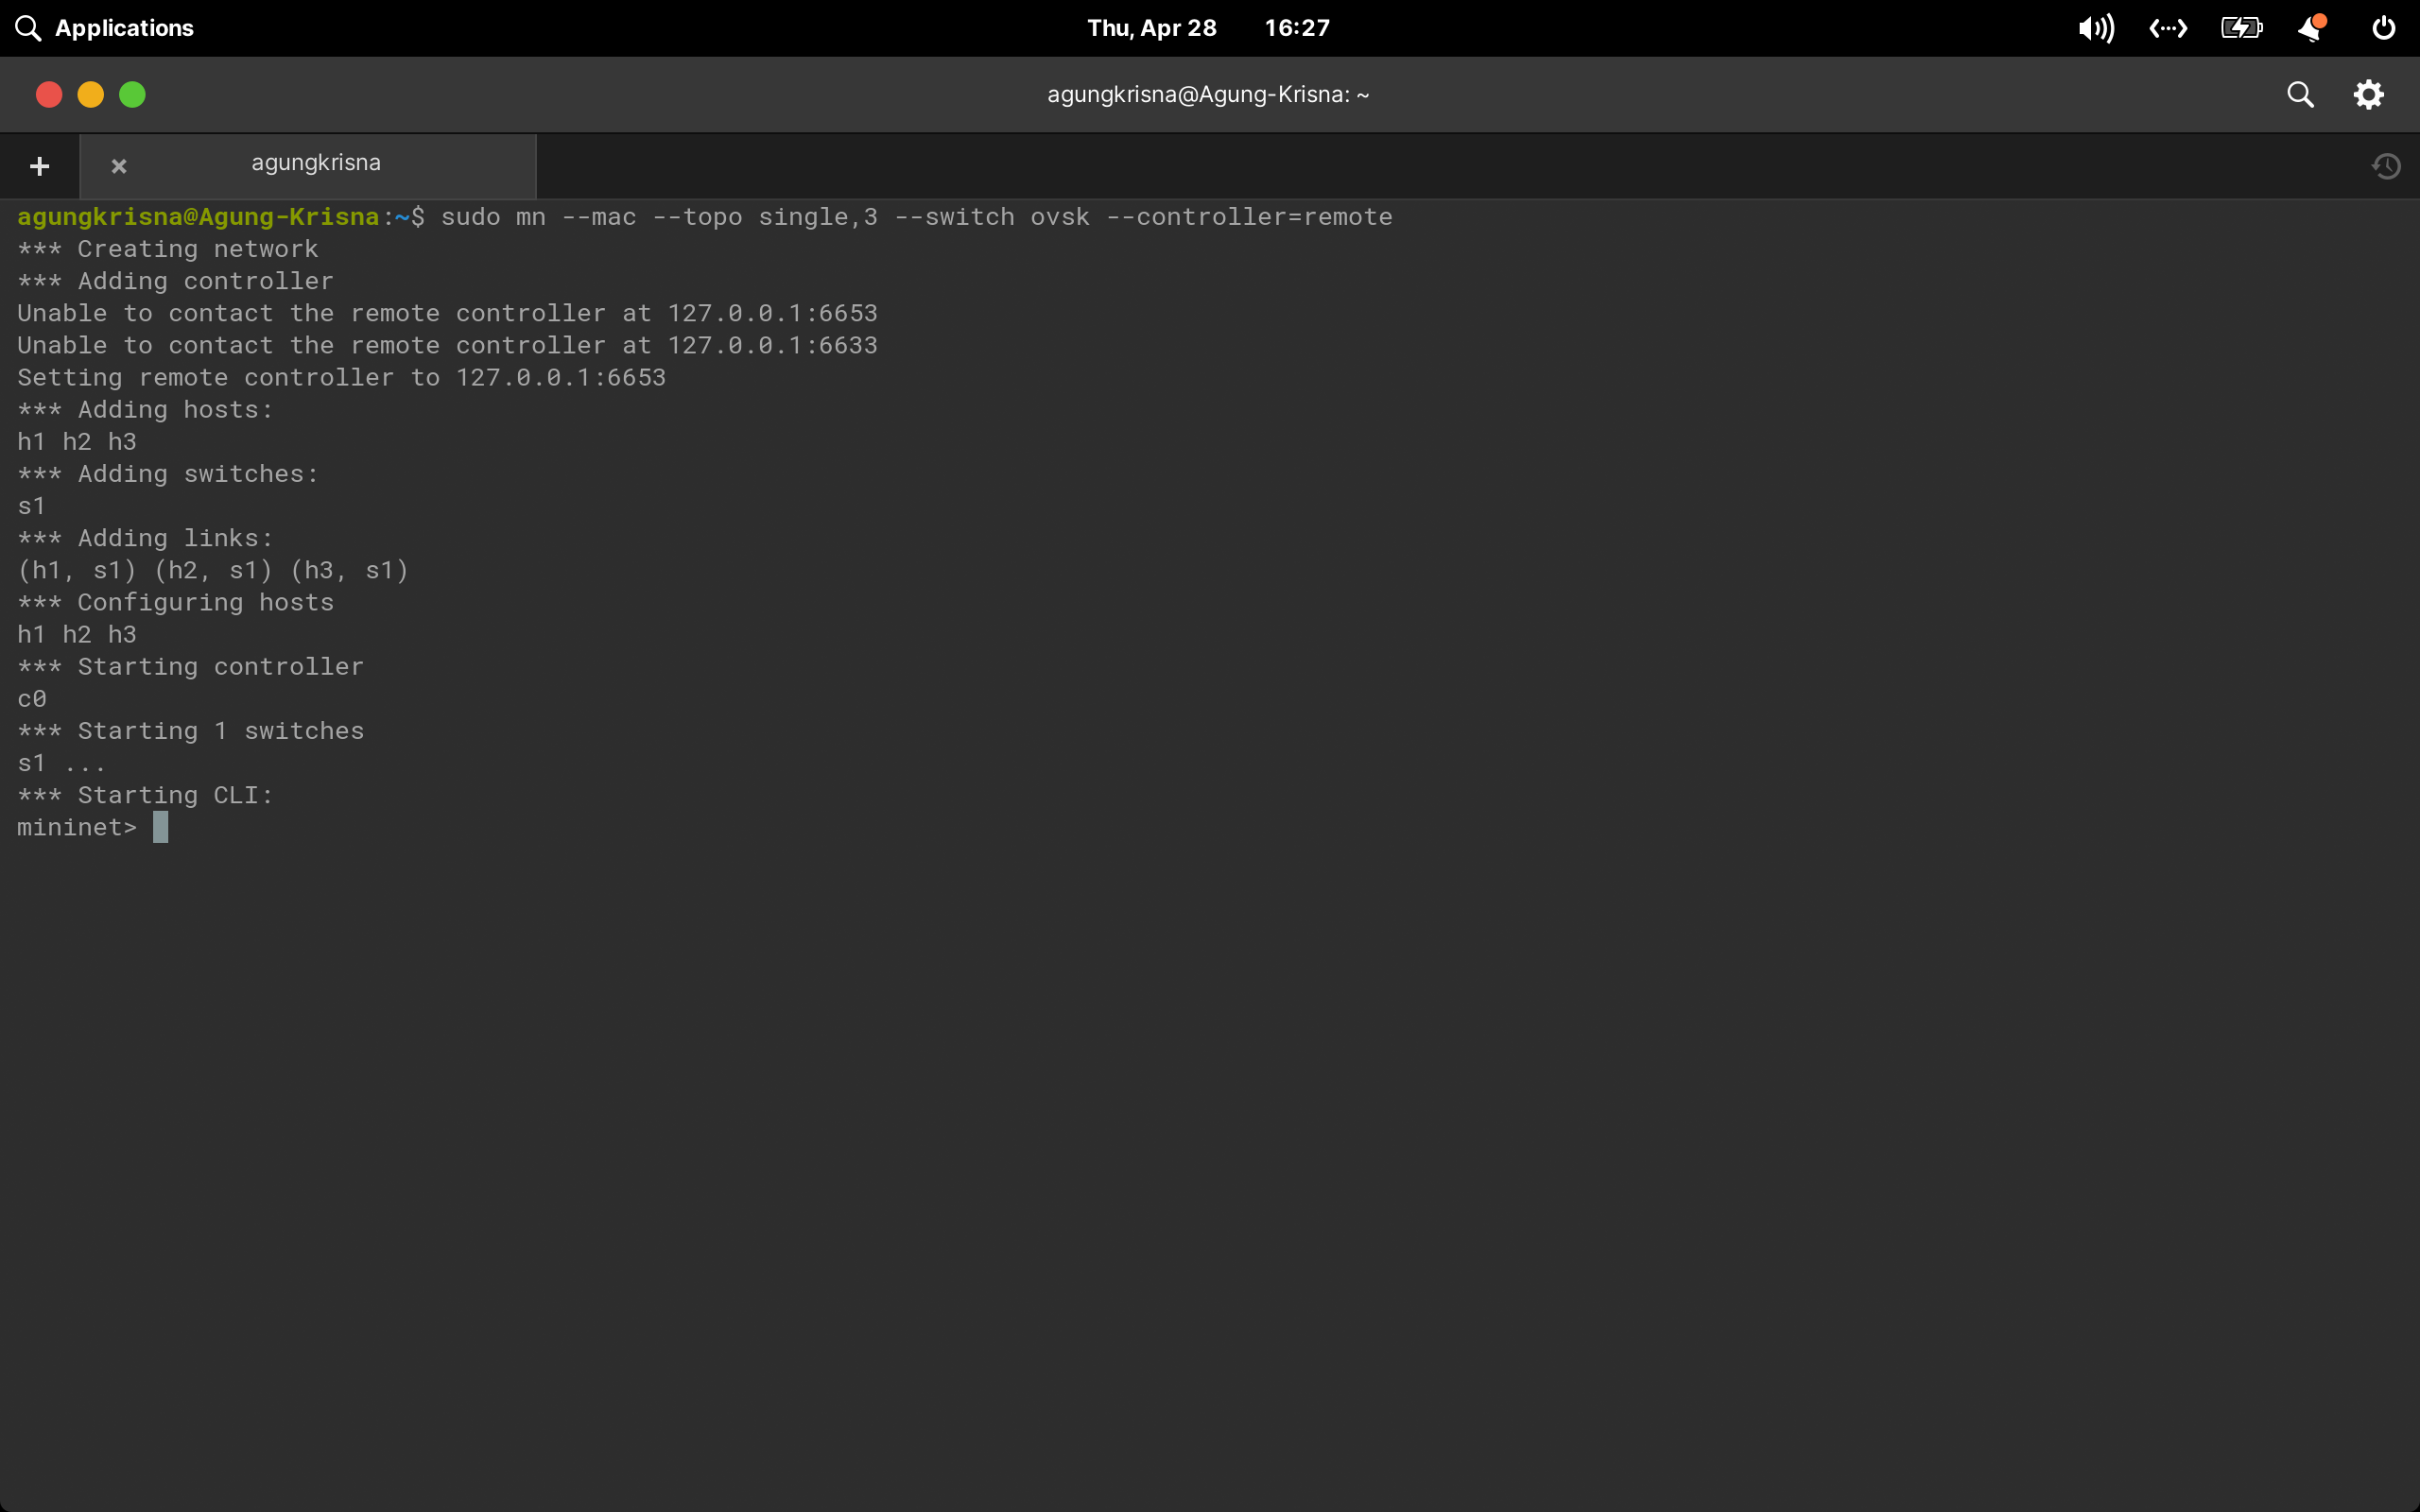 Applications
Thu, Apr 28 16:27
agungkrisna@Agung-Krisna: ~
agungkrisna
agungkrisna@Agung-Krisna:~$ sudo mn --mac --topo single,3 --switch ovsk --controller=remote
*** Creating network
*** Adding controller
Unable to contact the remote controller at 127.0.0.1:6653
Unable to contact the remote controller at 127.0.0.1:6633
Setting remote controller to 127.0.0.1:6653
*** Adding hosts:
h1 h2 h3
*** Adding switches:
s1
*** Adding links:
(h1, s1) (h2, s1) (h3, s1)
*** Configuring hosts
h1 h2 h3
*** Starting controller
c0
*** Starting 1 switches
s1 ...
*** Starting CLI:
mininet>